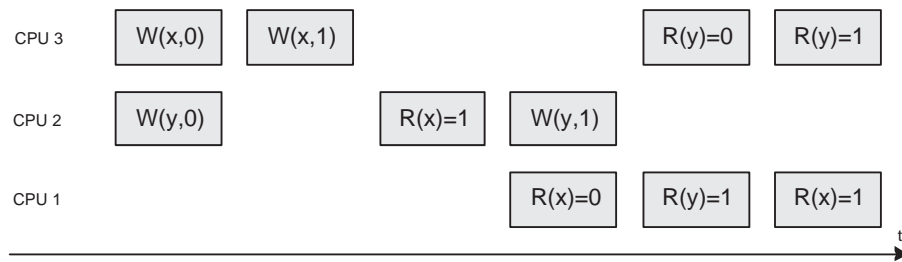 CPU 3 W(x,0) W(x,1) R(y)=0 R(y)=1
CPU 2 W(y,0) R(x)=1 W(y,1)
CPU 1 R(x)=0 R(y)=1 R(x)=1
t